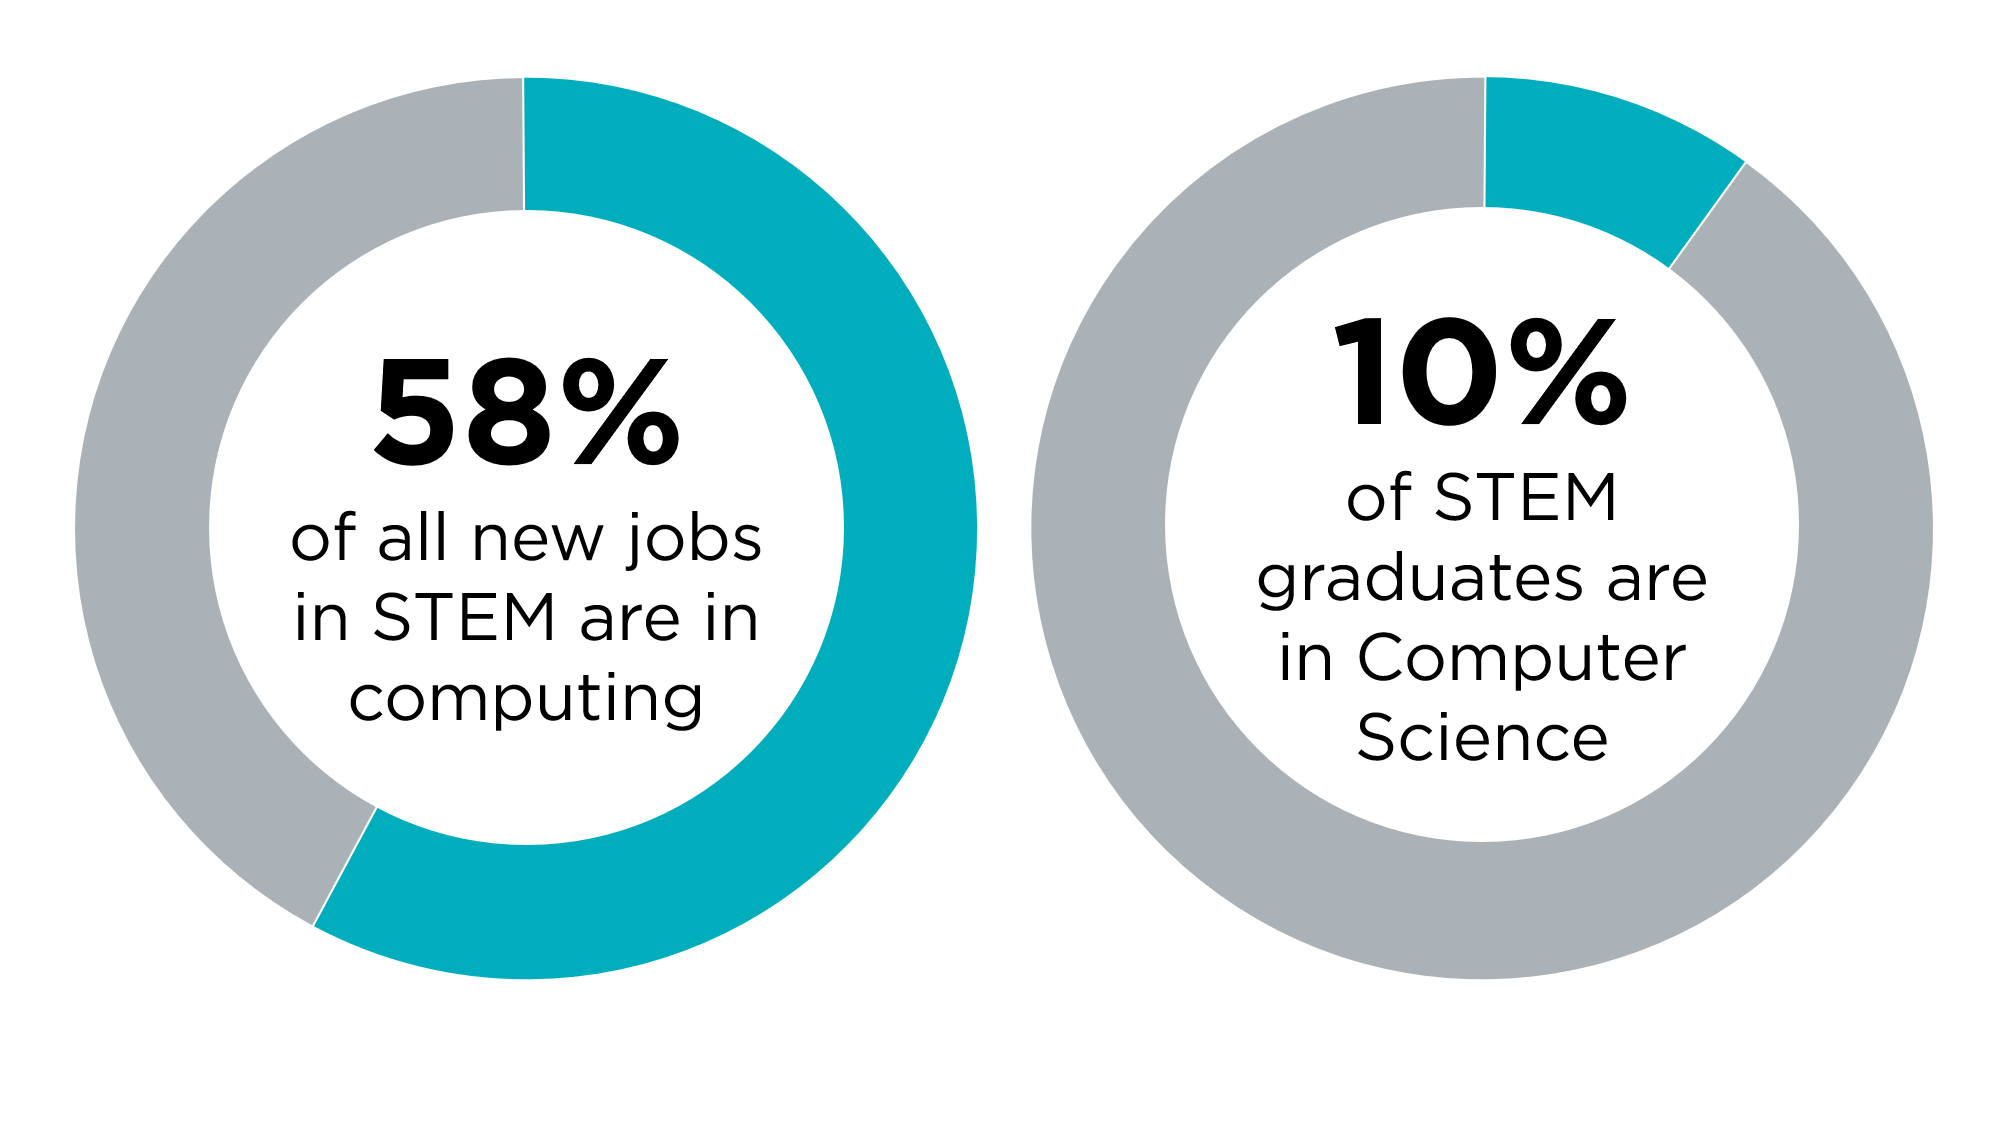 58%
of all new jobs
in STEM are in
computing
10%
of STEM
graduates are
in Computer
Science